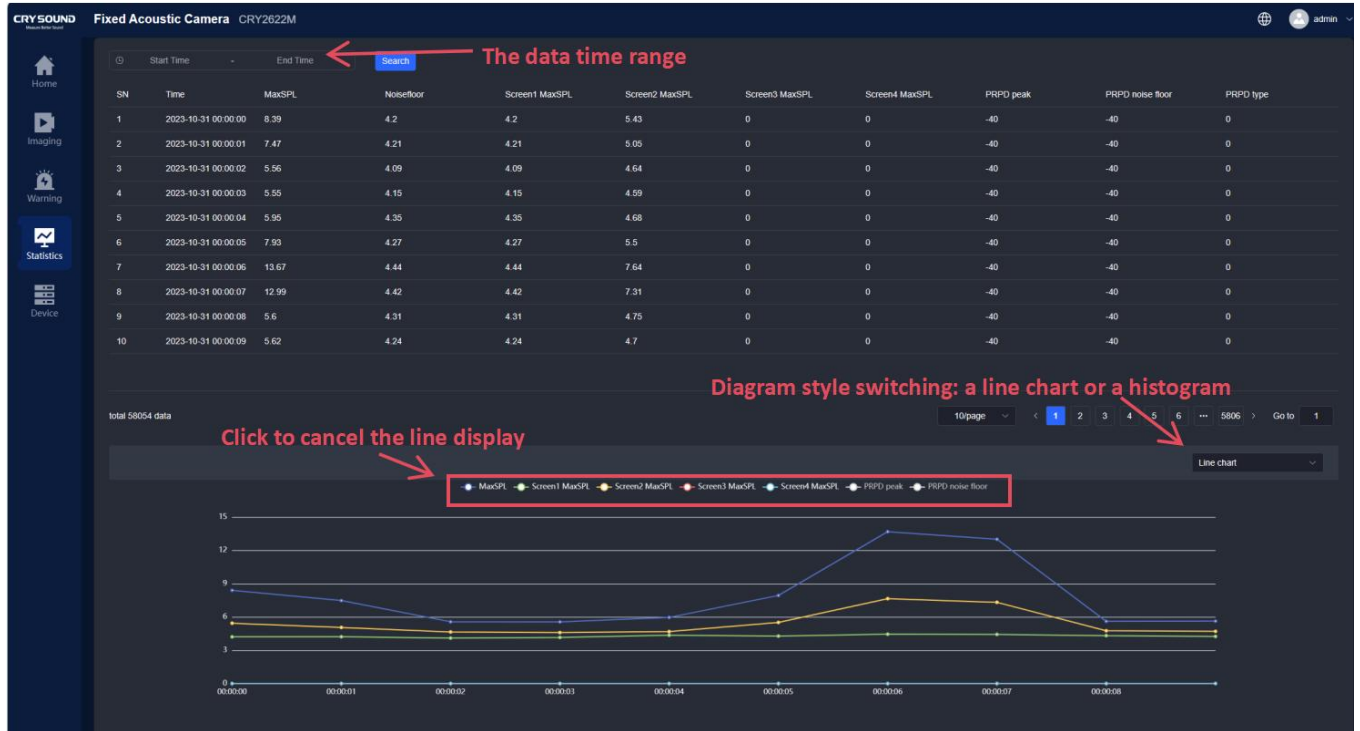 CRYSOUND Fixed Acoustic Camera CRY2622M admin
Measure Better Sound
Home
Imaging
Warning
Statistics
Device
Start Time - End Time Search The data time range
SN Time MaxSPL Noisefloor Screen1 MaxSPL Screen2 MaxSPL Screen3 MaxSPL Screen4 MaxSPL PRPD peak PRPD noise floor PRPD type
1 2023-10-31 00:00:00 8.39 4.2 4.2 5.43 0 0 -40 -40 0
2 2023-10-31 00:00:01 7.47 4.21 4.21 5.05 0 0 -40 -40 0
3 2023-10-31 00:00:02 5.56 4.09 4.09 4.64 0 0 -40 -40 0
4 2023-10-31 00:00:03 5.55 4.15 4.15 4.59 0 0 -40 -40 0
5 2023-10-31 00:00:04 5.95 4.35 4.35 4.68 0 0 -40 -40 0
6 2023-10-31 00:00:05 7.93 4.27 4.27 5.5 0 0 -40 -40 0
7 2023-10-31 00:00:06 13.67 4.44 4.44 7.64 0 0 -40 -40 0
8 2023-10-31 00:00:07 12.99 4.42 4.42 7.31 0 0 -40 -40 0
9 2023-10-31 00:00:08 5.6 4.31 4.31 4.75 0 0 -40 -40 0
10 2023-10-31 00:00:09 5.62 4.24 4.24 4.7 0 0 -40 -40 0
Diagram style switching: a line chart or a histogram
total 58054 data 10/page < 1 2 3 4 5 6 ••• 5806 > Go to 1
Click to cancel the line display
Line chart
MaxSPL Screen1 MaxSPL Screen2 MaxSPL Screen3 MaxSPL Screen4 MaxSPL PRPD peak PRPD noise floor
15
12
9
6
3
0
00:00:00 00:00:01 00:00:02 00:00:03 00:00:04 00:00:05 00:00:06 00:00:07 00:00:08